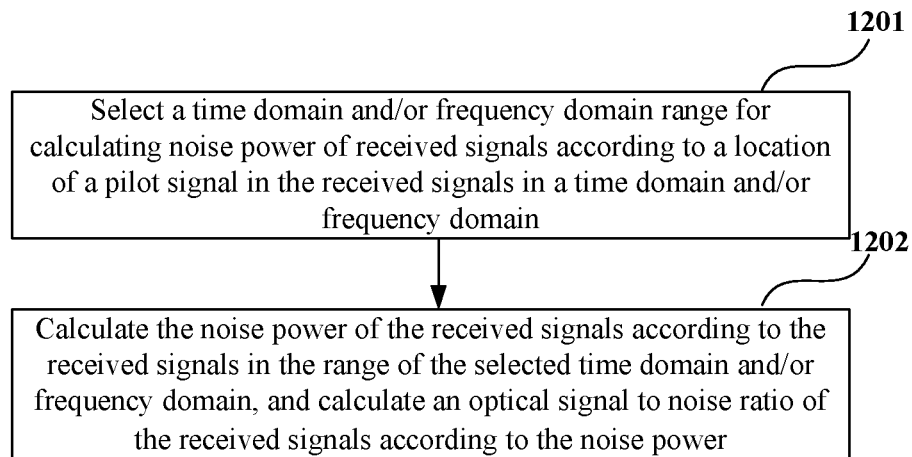 1201
Select a time domain and/or frequency domain range for
calculating noise power of received signals according to a location
of a pilot signal in the received signals in a time domain and/or
frequency domain
1202
Calculate the noise power of the received signals according to the
received signals in the range of the selected time domain and/or
frequency domain, and calculate an optical signal to noise ratio of
the received signals according to the noise power